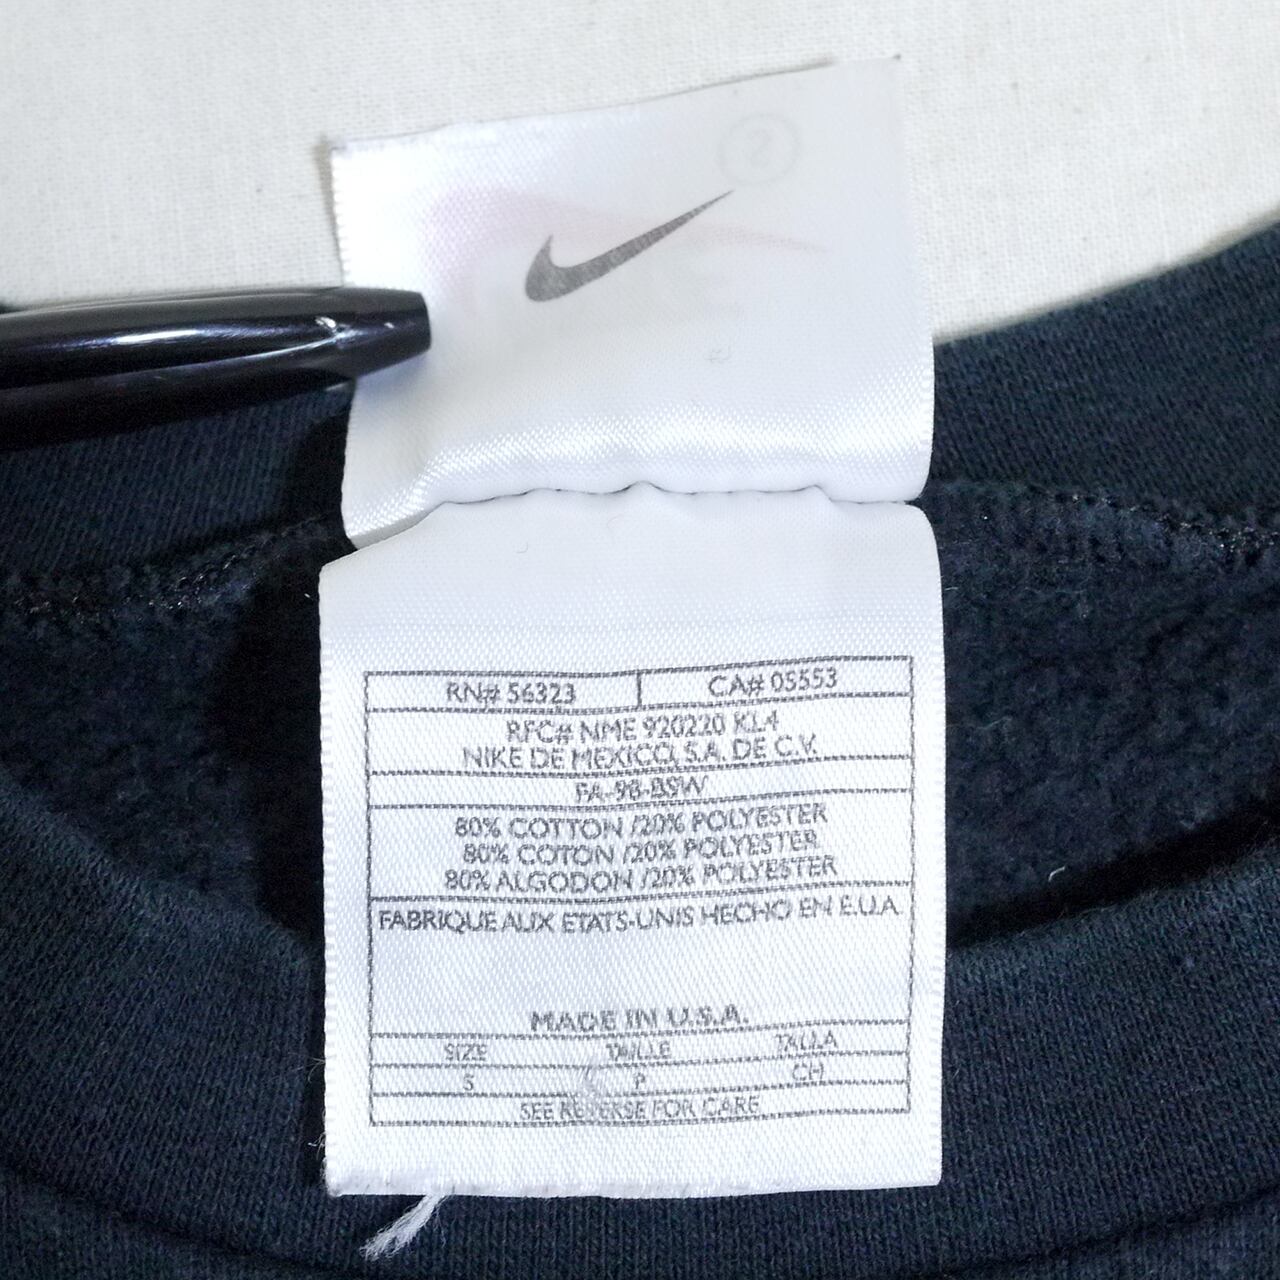 2
RN# 56323 CA# 05553
RFC# NME 920220 KL4
NIKE DE MEXICO, S.A. DE C.V.
FA-98-BSW
80% COTTON /20% POLYESTER
80% COTON /20% POLYESTER
80% ALGODON /20% POLYESTER
FABRIQUE AUX ETATS-UNIS HECHO EN E.U.A.
MADE IN U.S.A.
SIZE TAILLE TALLA
S P CH
SEE REVERSE FOR CARE